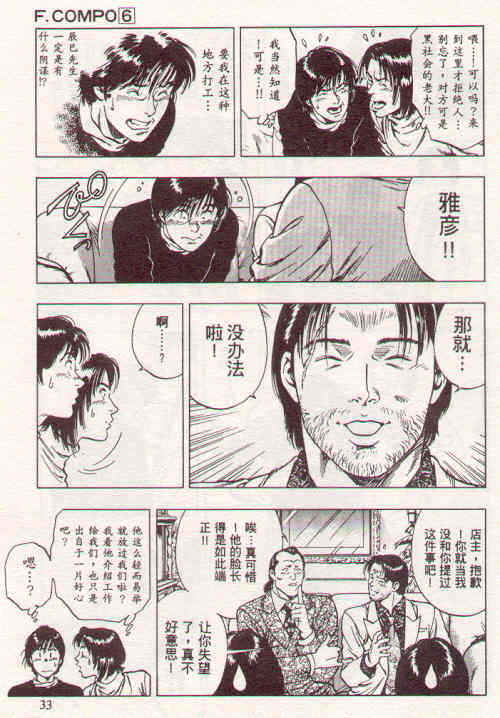 F.COMPO 6
喂……可以吗?来
到这里才拒绝人…
别忘了，对方可是
黑社会的老大!!
我当然知道
!可是…!!
要我在这种
地方打工…
辰巳先生
一定是有
什么阴谋!?
雅彦!!
那就…
没办法
啦!
啊……?
店主，抱歉
!你就当我
没和你提过
这件事吧!
唉…真可惜
!他的脸长
得是如此端
正!!
让你失望
了，真不
好意思!
他这么轻而易举
就放过我们啦?
我看他介绍工作
给我们，也只是
出自于一片好心
吧?
嗯…?
33